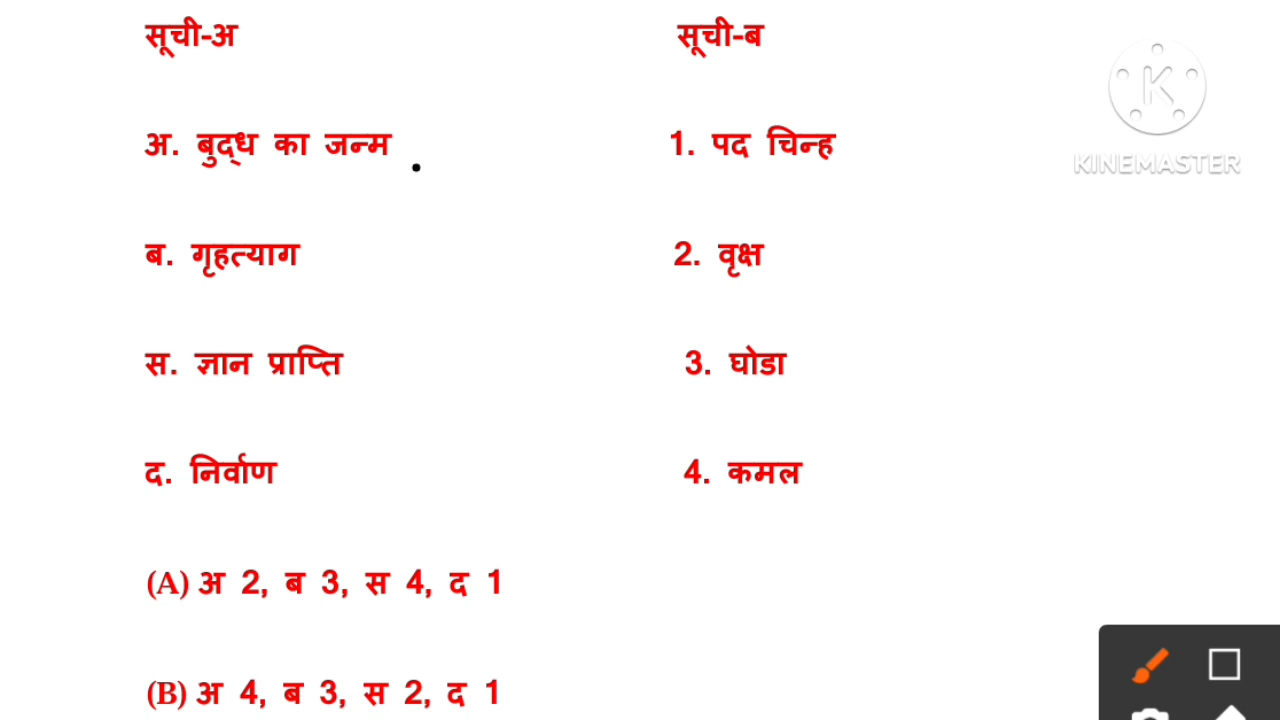 सूची-अ सूची-ब
अ. बुद्ध का जन्म 1. पद चिन्ह
ब. गृहत्याग 2. वृक्ष
स. ज्ञान प्राप्ति 3. घोडा
द. निर्वाण 4. कमल
(A) अ 2, ब 3, स 4, द 1
(B) अ 4, ब 3, स 2, द 1
K
KINEMASTER